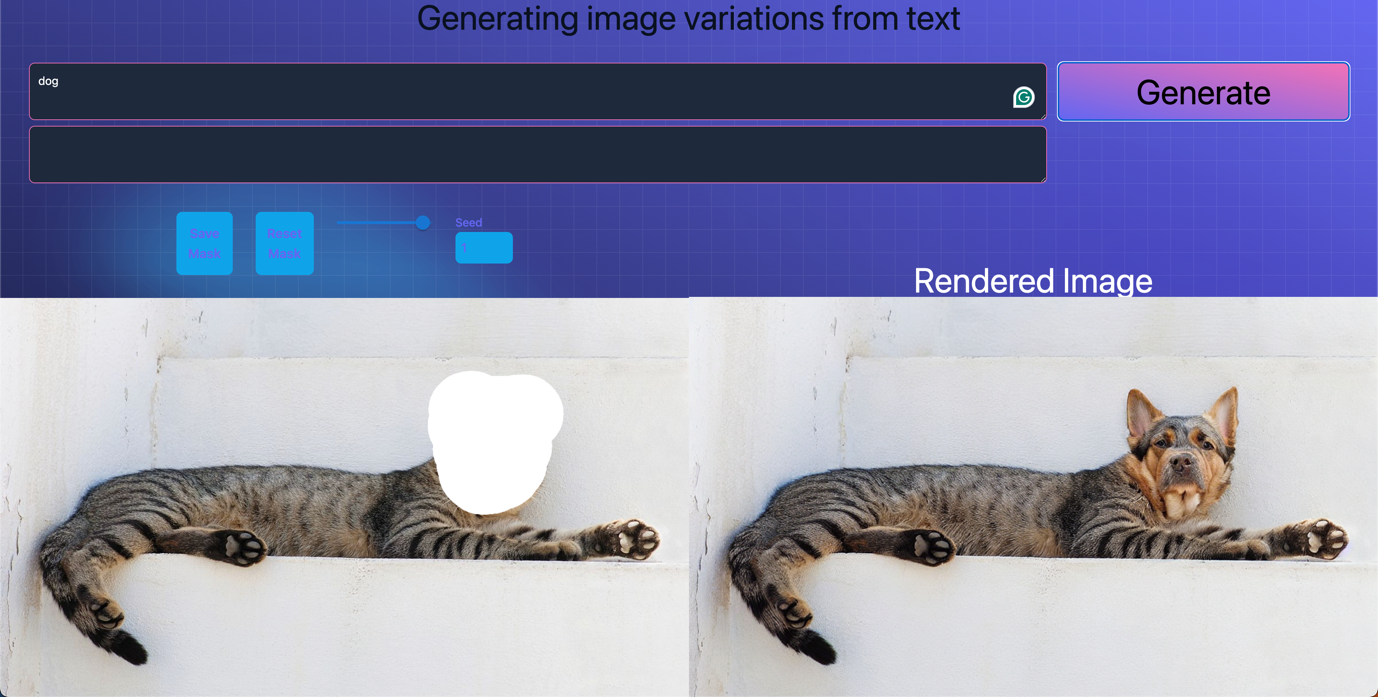 Generating image variations from text
dog
Generate
Save
Mask
Reset
Mask
Seed
1
Rendered Image